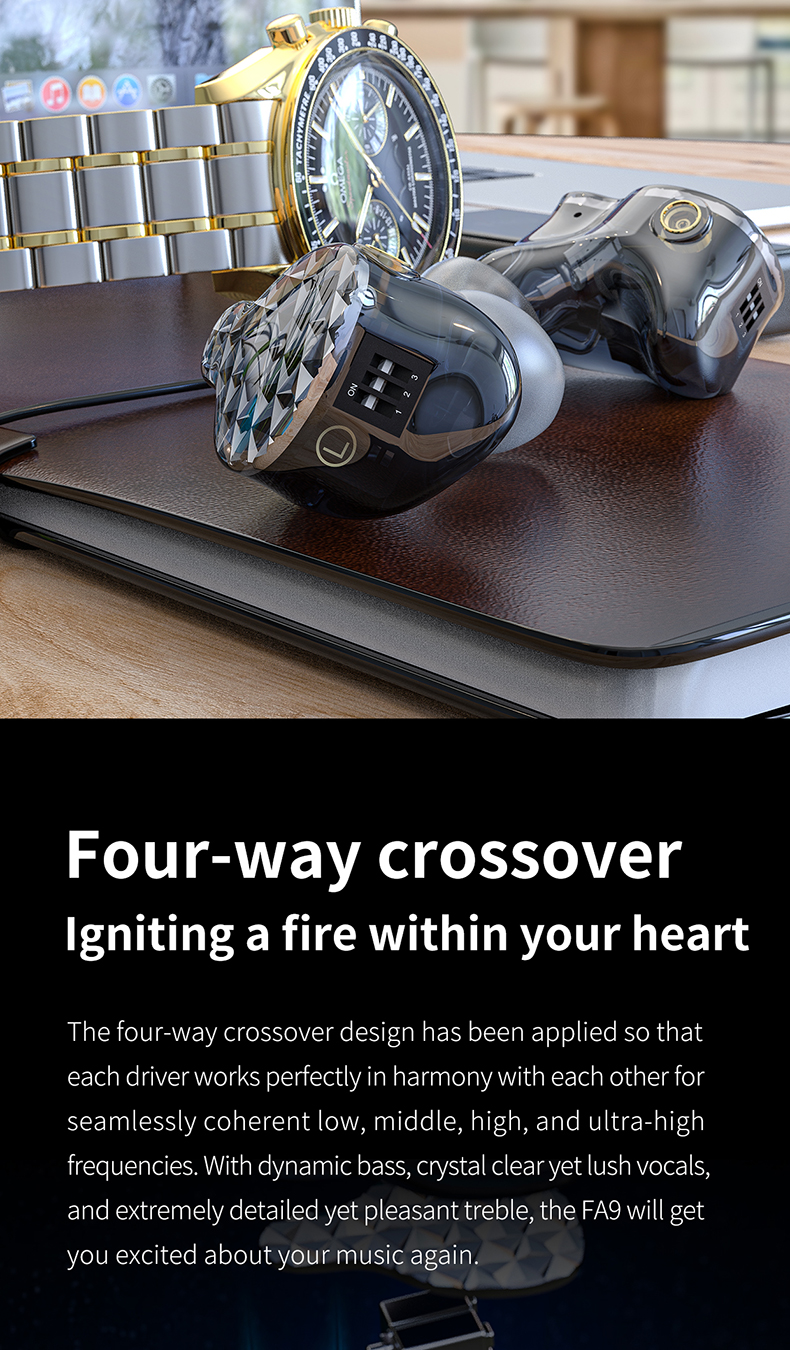 TACHYMETRE
OMEGA
ON
1 2 3
L
Four-way crossover
Igniting a fire within your heart
The four-way crossover design has been applied so that
each driver works perfectly in harmony with each other for
seamlessly coherent low, middle, high, and ultra-high
frequencies. With dynamic bass, crystal clear yet lush vocals,
and extremely detailed yet pleasant treble, the FA9 will get
you excited about your music again.